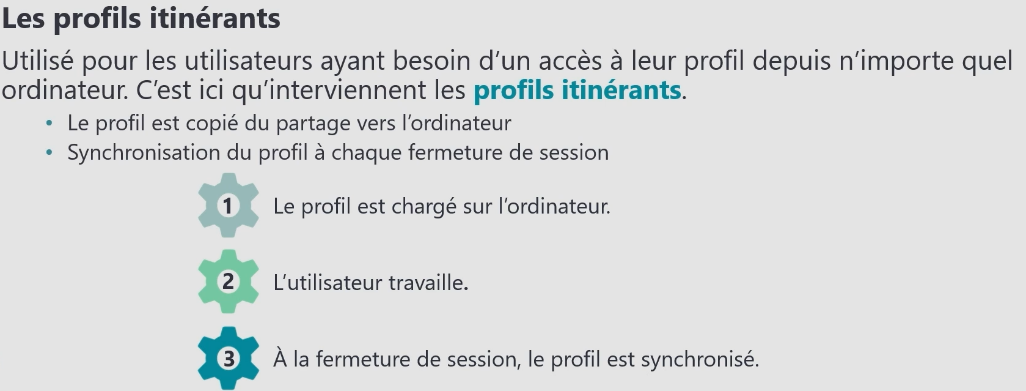 Les profils itinérants
Utilisé pour les utilisateurs ayant besoin d'un accès à leur profil depuis n'importe quel
ordinateur. C'est ici qu'interviennent les profils itinérants.
• Le profil est copié du partage vers l'ordinateur
• Synchronisation du profil à chaque fermeture de session
1 Le profil est chargé sur l'ordinateur.
2 L'utilisateur travaille.
3 À la fermeture de session, le profil est synchronisé.